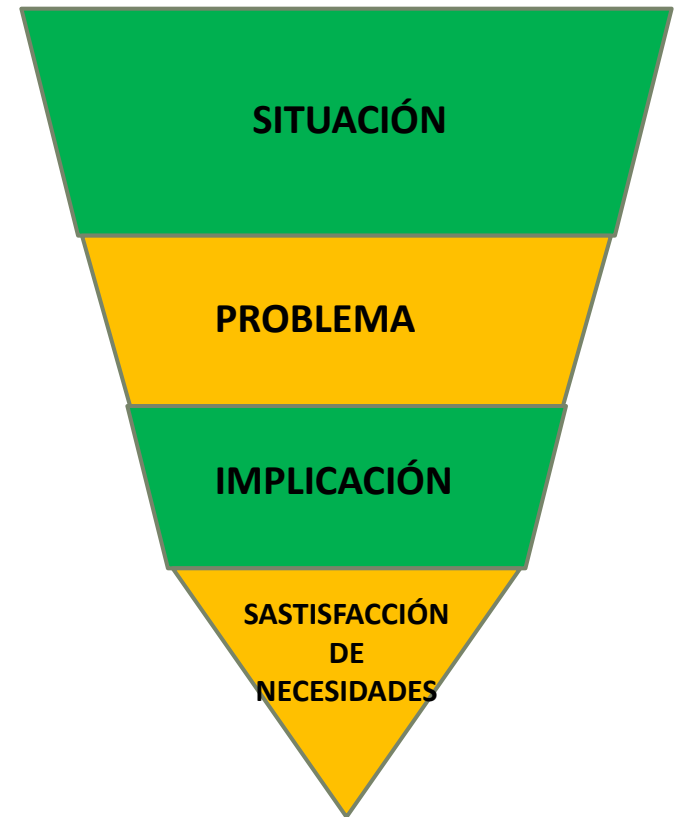 SITUACIÓN
PROBLEMA
IMPLICACIÓN
SASTISFACCIÓN
DE
NECESIDADES